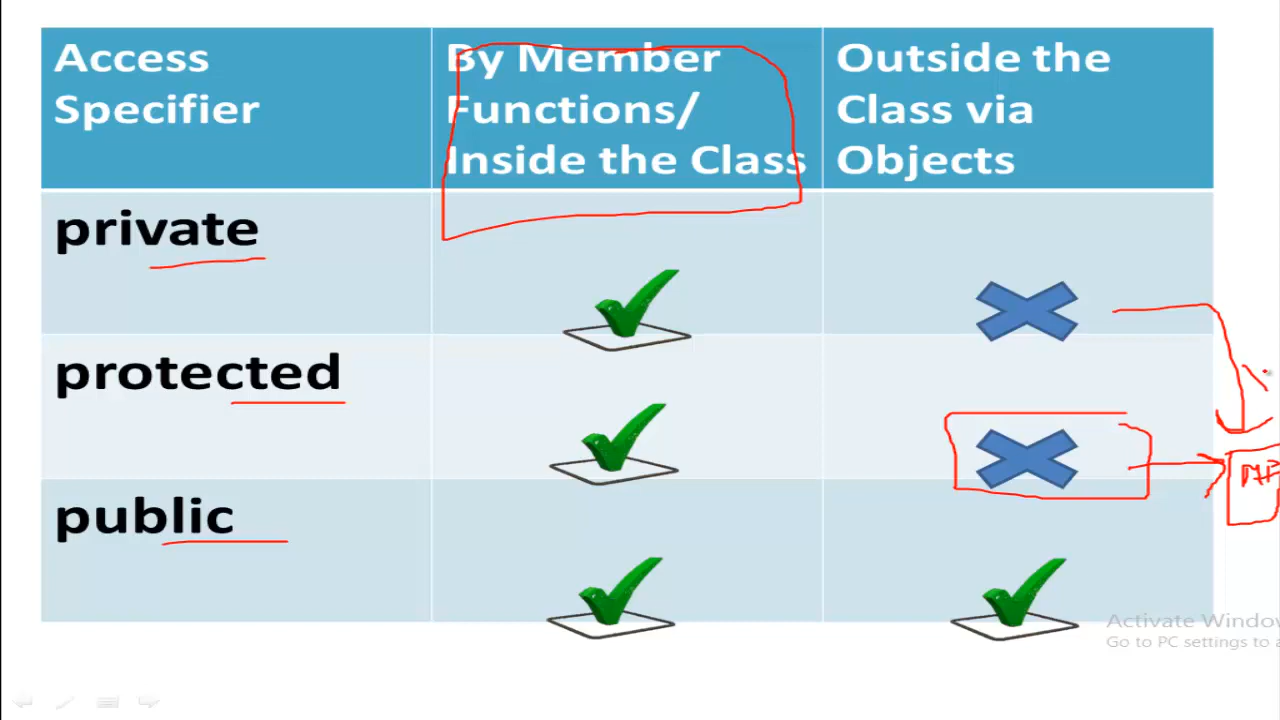 Access
Specifier
By Member
Functions/
Inside the Class
Outside the
Class via
Objects
private
protected
public
Activate Window
Go to PC settings to a